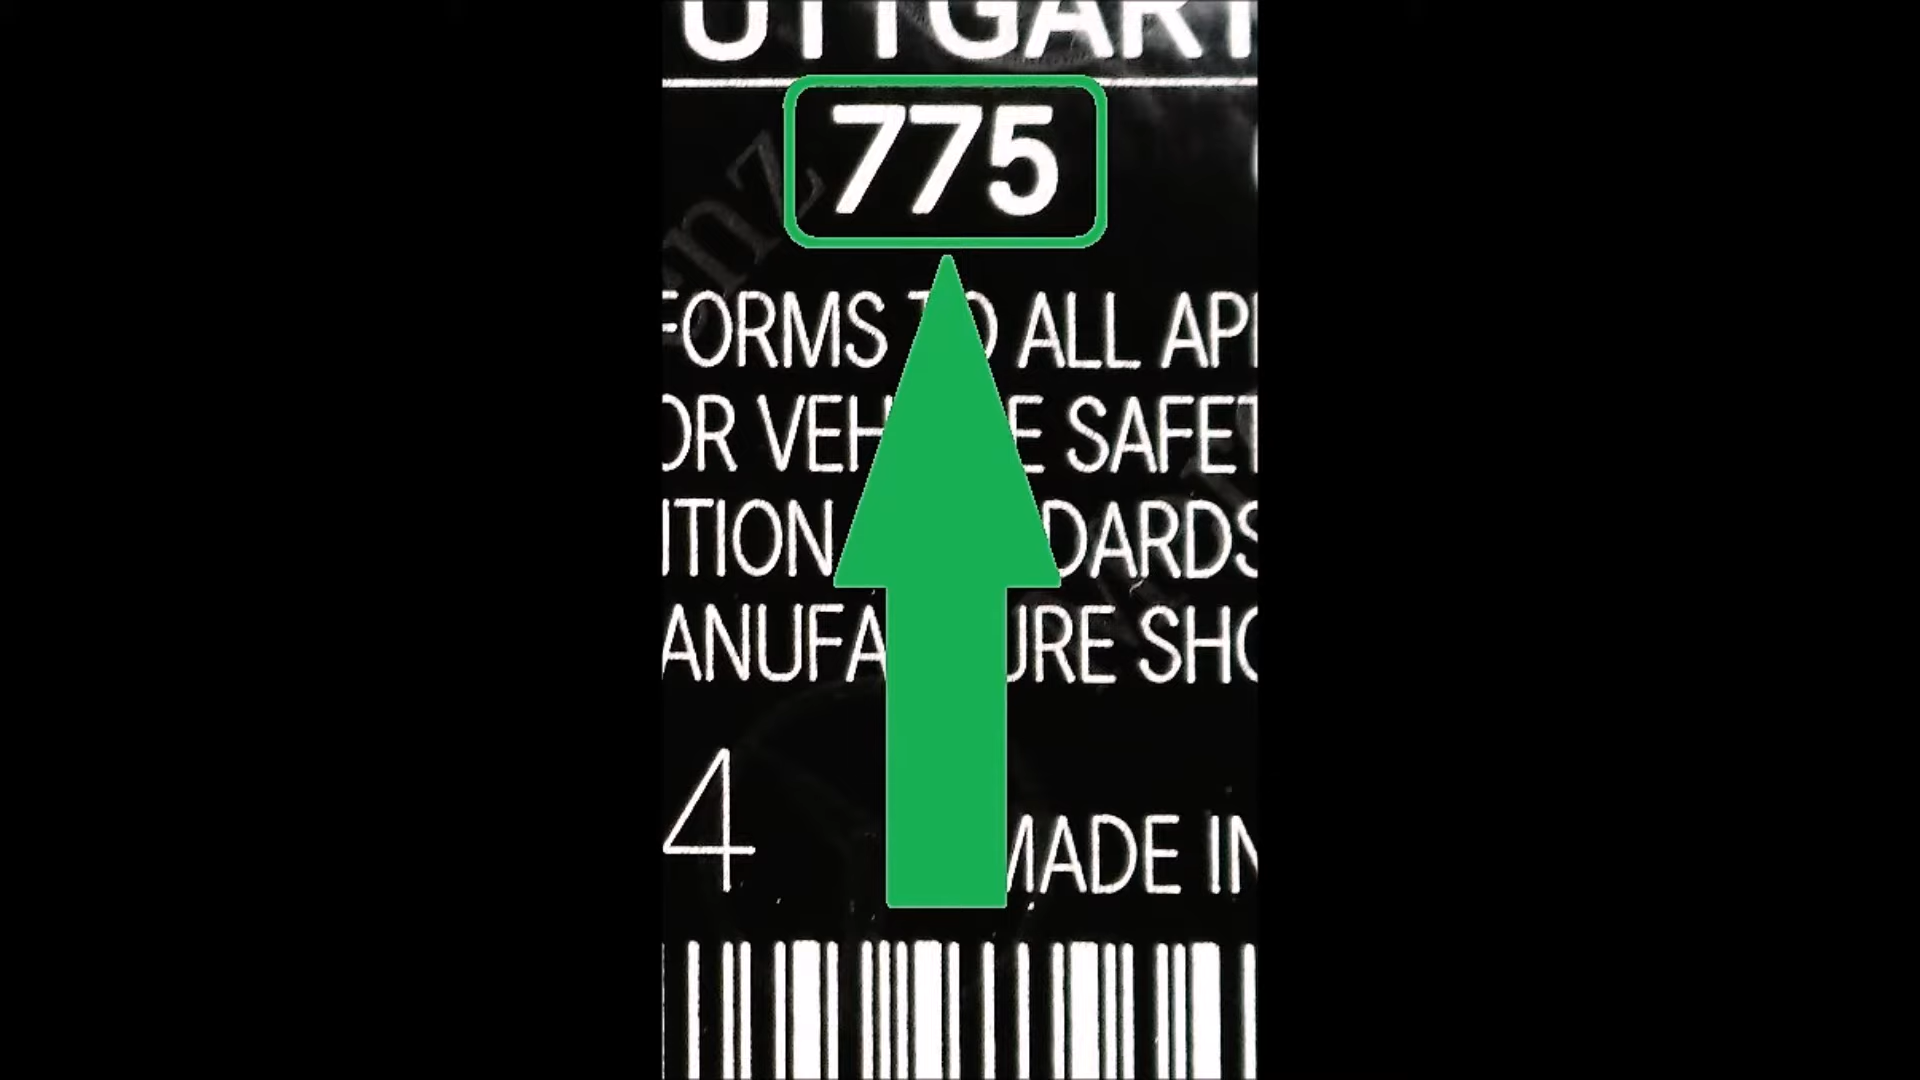 UTTGART
775
FORMS TO ALL APP
OR VEH E SAFET
ITION DARDS
ANUFA URE SHO
4 MADE IN